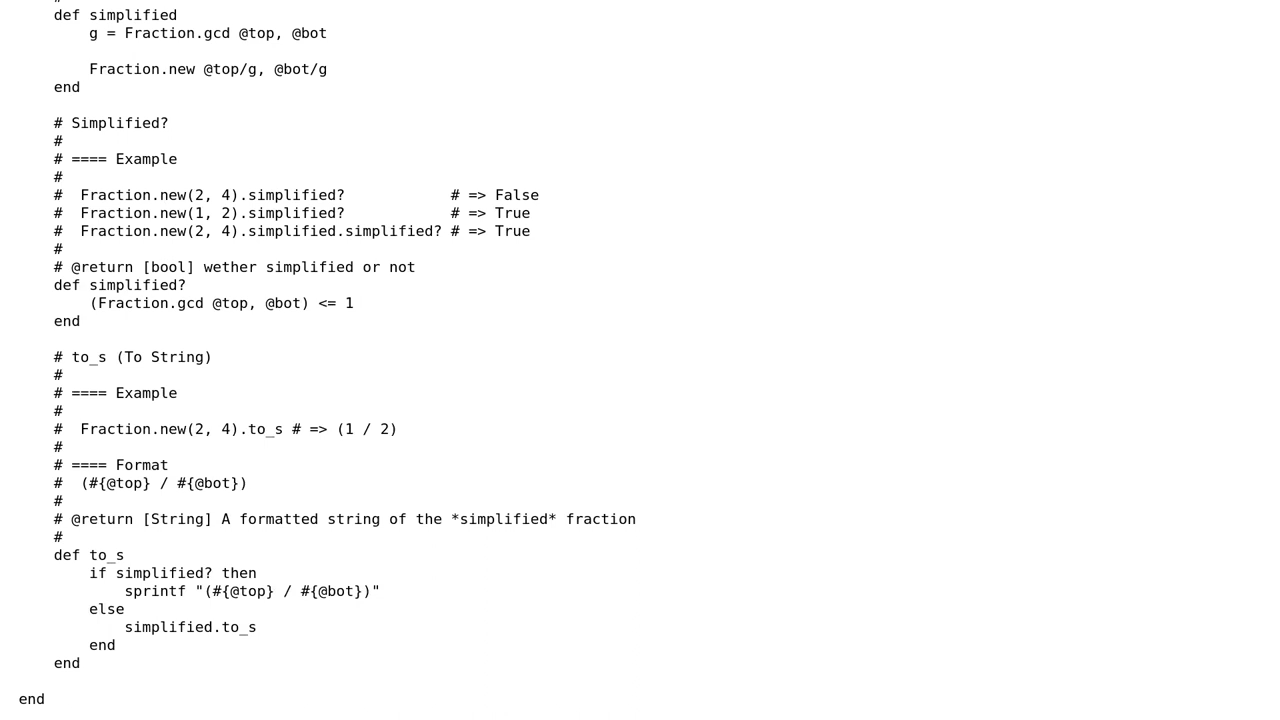 #
    def simplified
        g = Fraction.gcd @top, @bot

        Fraction.new @top/g, @bot/g
    end

    # Simplified?
    #
    # ==== Example
    #
    #  Fraction.new(2, 4).simplified?            # => False
    #  Fraction.new(1, 2).simplified?            # => True
    #  Fraction.new(2, 4).simplified.simplified? # => True
    #
    # @return [bool] wether simplified or not
    def simplified?
        (Fraction.gcd @top, @bot) <= 1
    end

    # to_s (To String)
    #
    # ==== Example
    #
    #  Fraction.new(2, 4).to_s # => (1 / 2)
    #
    # ==== Format
    #  (#{@top} / #{@bot})
    #
    # @return [String] A formatted string of the *simplified* fraction
    #
    def to_s
        if simplified? then
            sprintf "(#{@top} / #{@bot})"
        else
            simplified.to_s
        end
    end

end